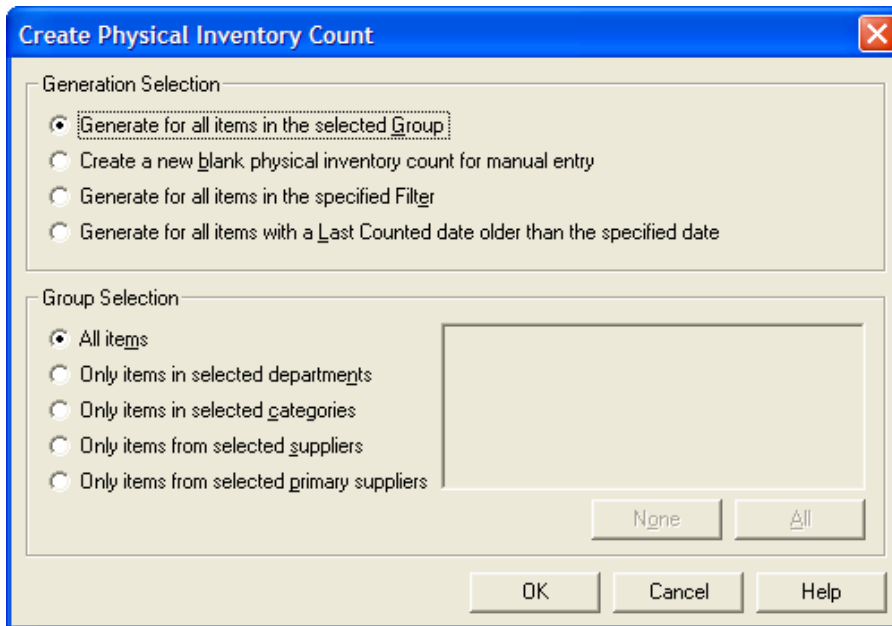 Create Physical Inventory Count
Generation Selection
Generate for all items in the selected Group
Create a new blank physical inventory count for manual entry
Generate for all items in the specified Filter
Generate for all items with a Last Counted date older than the specified date
Group Selection
All items
Only items in selected departments
Only items in selected categories
Only items from selected suppliers
Only items from selected primary suppliers
None All
OK Cancel Help